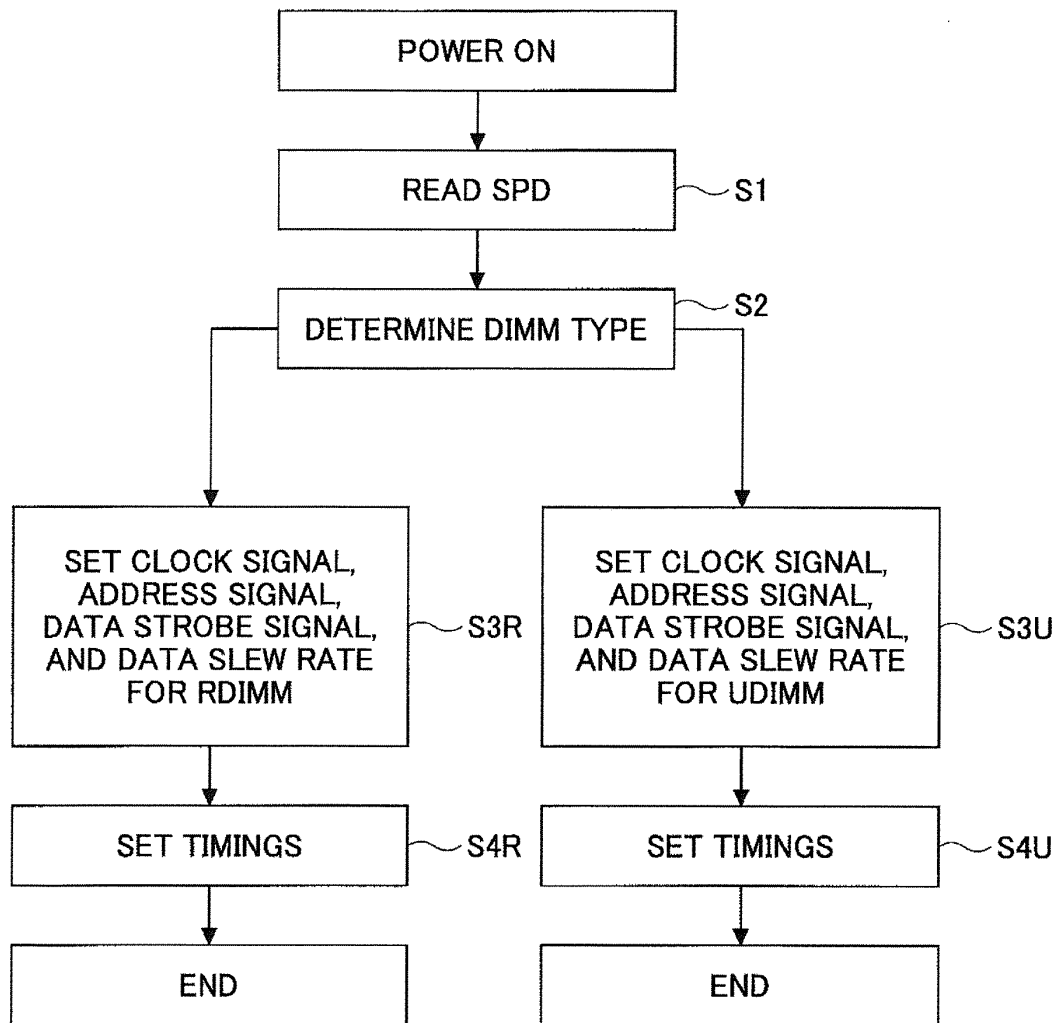 POWER ON
READ SPD
S1
S2
DETERMINE DIMM TYPE
SET CLOCK SIGNAL,
ADDRESS SIGNAL,
DATA STROBE SIGNAL,
AND DATA SLEW RATE
FOR RDIMM
S3R
SET CLOCK SIGNAL,
ADDRESS SIGNAL,
DATA STROBE SIGNAL,
AND DATA SLEW RATE
FOR UDIMM
S3U
SET TIMINGS
S4R
SET TIMINGS
S4U
END
END